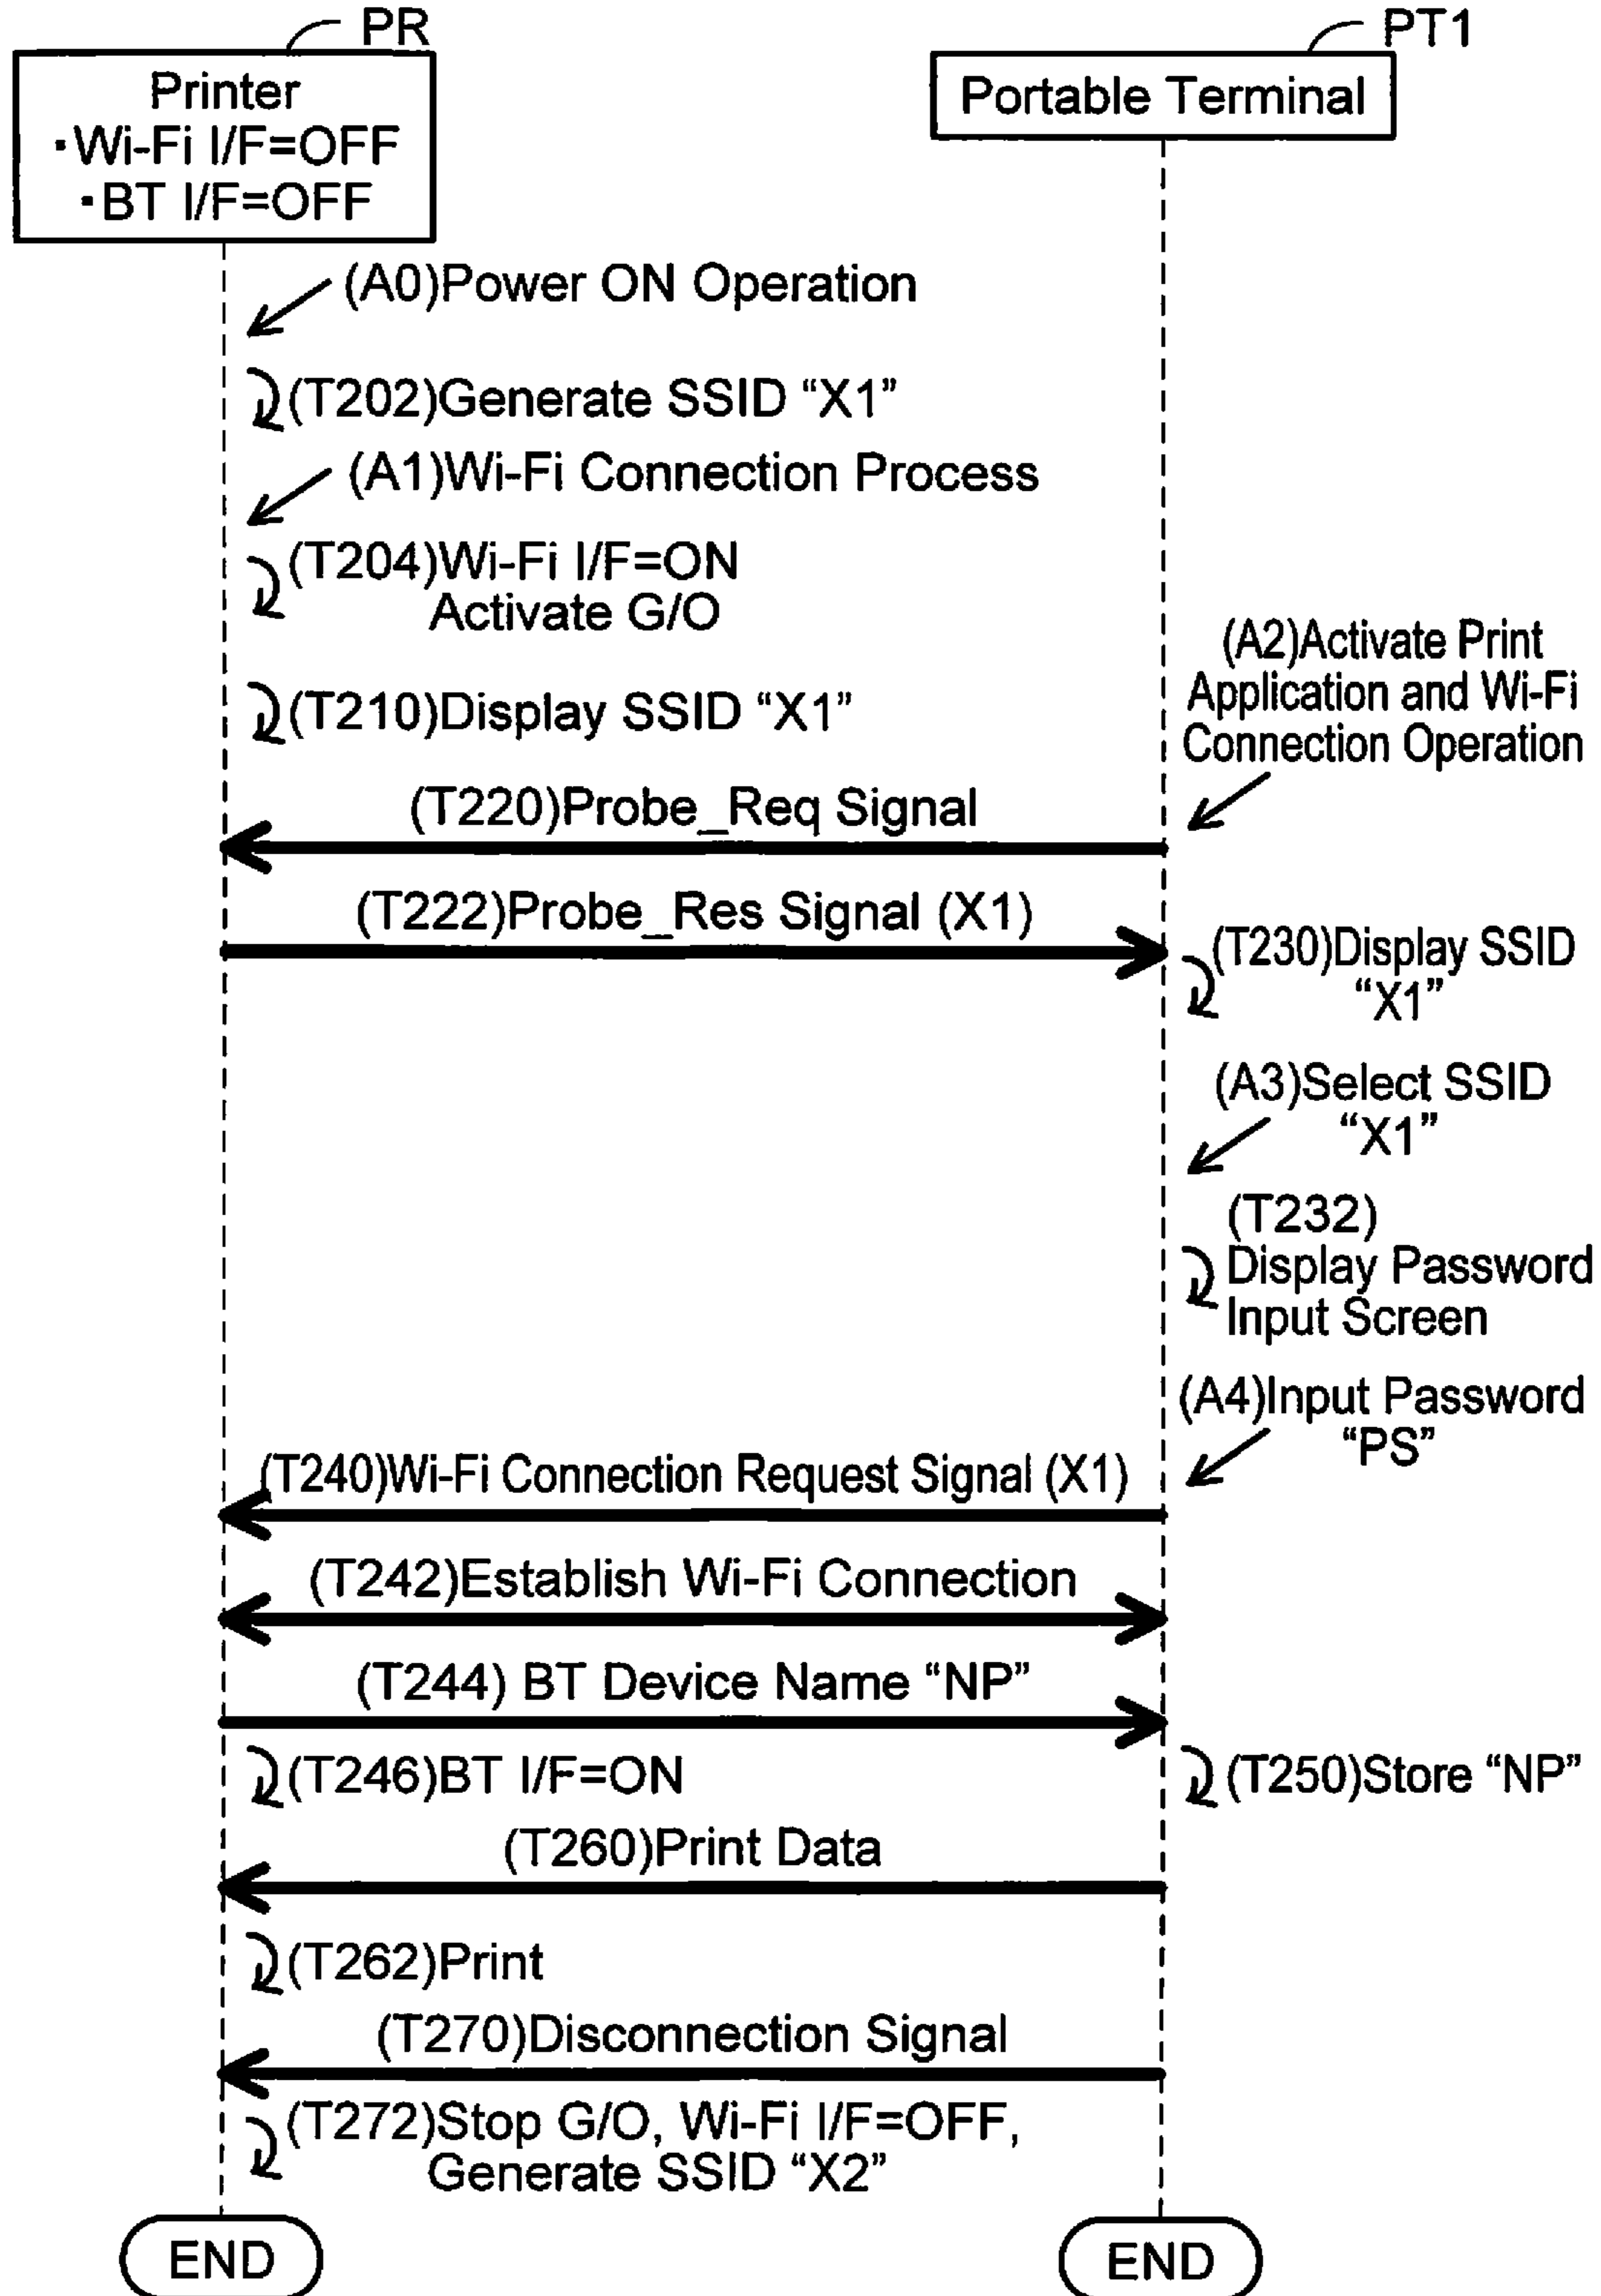 PR
PT1
Printer
·Wi-Fi I/F=OFF
·BT I/F=OFF
Portable Terminal
(A0)Power ON Operation
(T202)Generate SSID “X1”
(A1)Wi-Fi Connection Process
(T204)Wi-Fi I/F=ON
Activate G/O
(A2)Activate Print
Application and Wi-Fi
Connection Operation
(T210)Display SSID “X1”
(T220)Probe_Req Signal
(T222)Probe_Res Signal (X1)
(T230)Display SSID
“X1”
(A3)Select SSID
“X1”
(T232)
Display Password
Input Screen
(A4)Input Password
“PS”
(T240)Wi-Fi Connection Request Signal (X1)
(T242)Establish Wi-Fi Connection
(T244) BT Device Name “NP”
(T246)BT I/F=ON
(T250)Store “NP”
(T260)Print Data
(T262)Print
(T270)Disconnection Signal
(T272)Stop G/O, Wi-Fi I/F=OFF,
Generate SSID “X2”
END
END